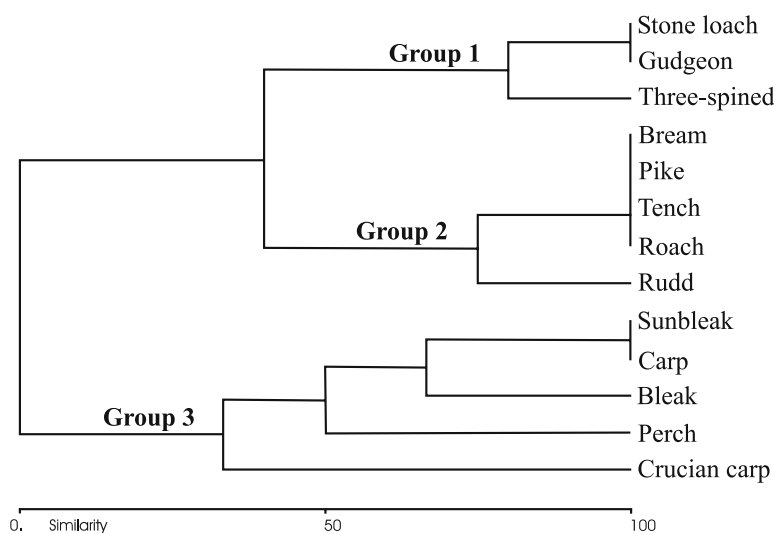 Stone loach
Group 1
Gudgeon
Three-spined
Bream
Pike
Tench
Group 2
Roach
Rudd
Sunbleak
Carp
Bleak
Group 3
Perch
Crucian carp
0. Similarity 50 100